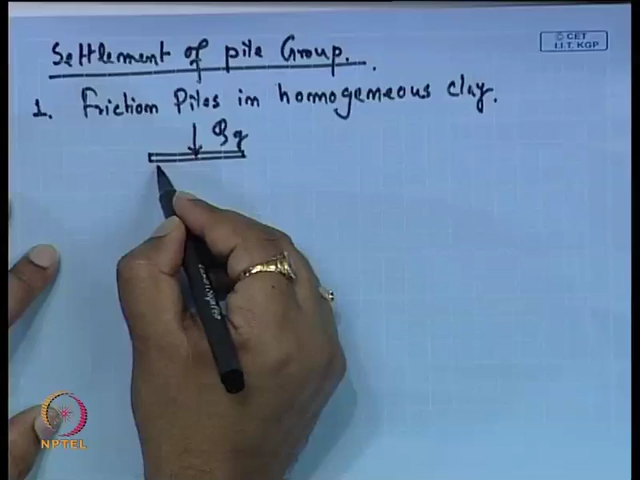 Settlement of pile Group.
© CET
I.I.T. KGP
1. Friction Piles in homogeneous clay.
Qg
NPTEL